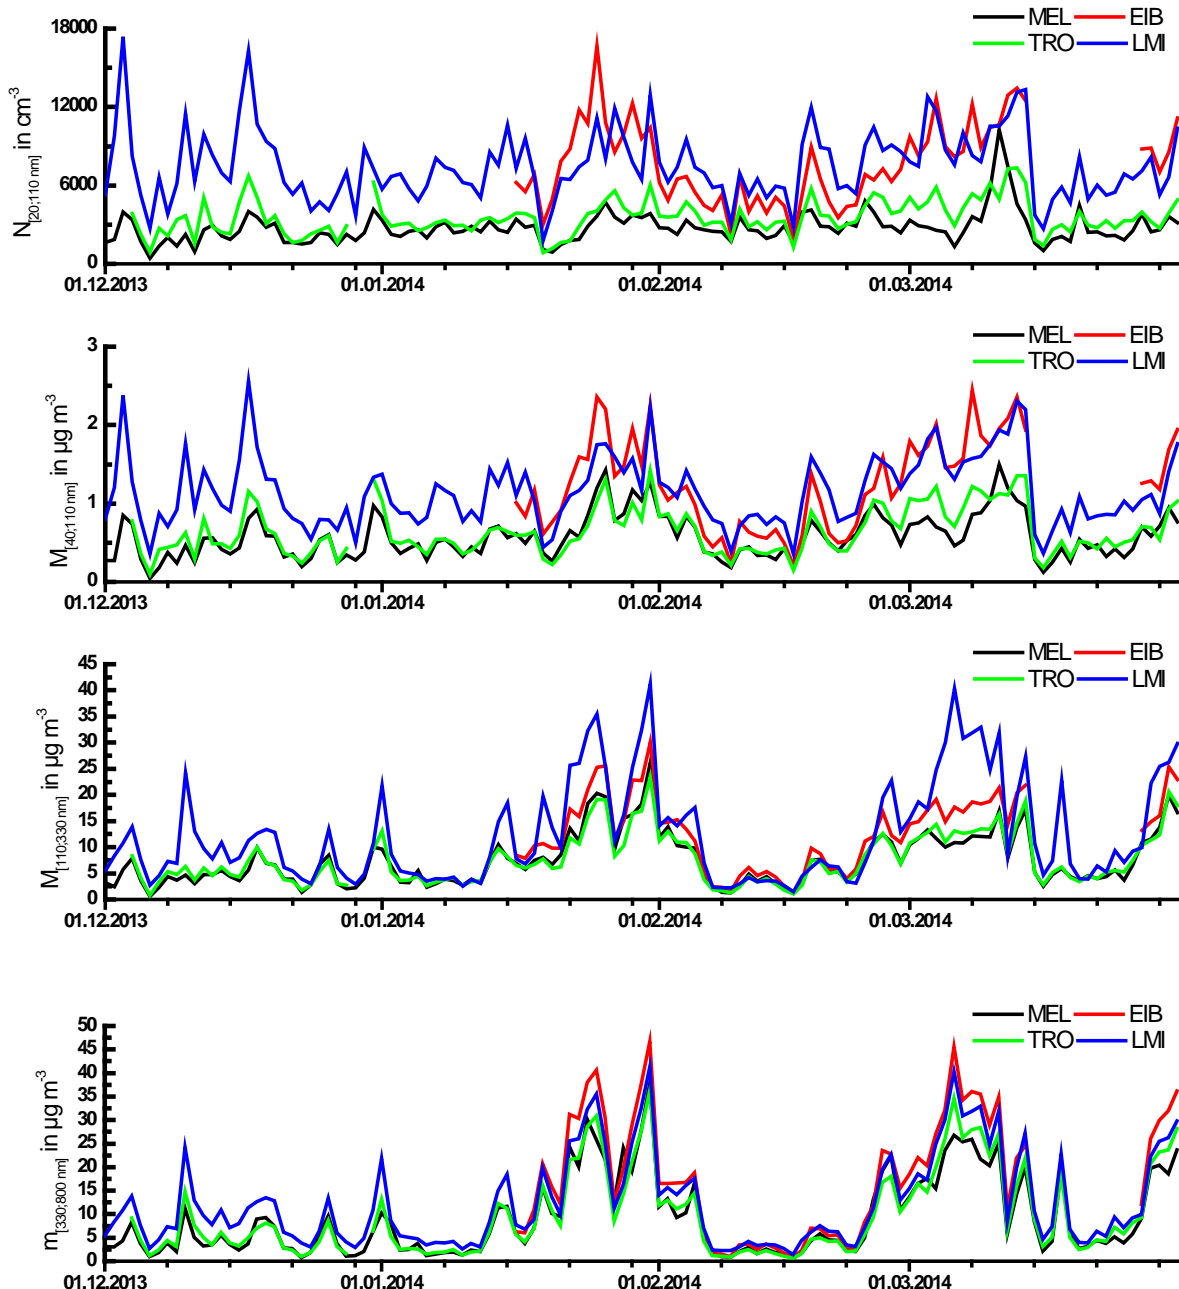 MEL EIB
TRO LMI
18000
12000
6000
0
N[20;110 nm] in cm-3
01.12.2013 01.01.2014 01.02.2014 01.03.2014
MEL EIB
TRO LMI
3
2
1
0
M[40;110 nm] in µg m-3
01.12.2013 01.01.2014 01.02.2014 01.03.2014
MEL EIB
TRO LMI
45
40
35
30
25
20
15
10
5
0
M[110;330 nm] in µg m-3
01.12.2013 01.01.2014 01.02.2014 01.03.2014
MEL EIB
TRO LMI
50
45
40
35
30
25
20
15
10
5
0
m[330;800 nm] in µg m-3
01.12.2013 01.01.2014 01.02.2014 01.03.2014